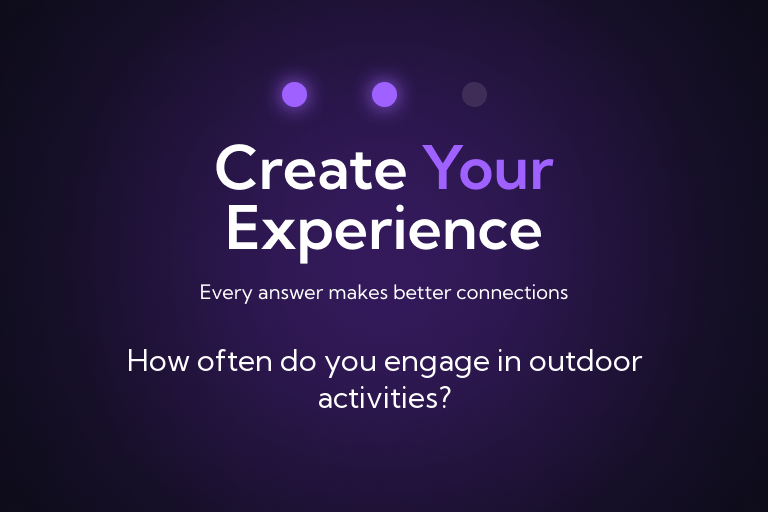 Create Your
Experience
Every answer makes better connections
How often do you engage in outdoor
activities?